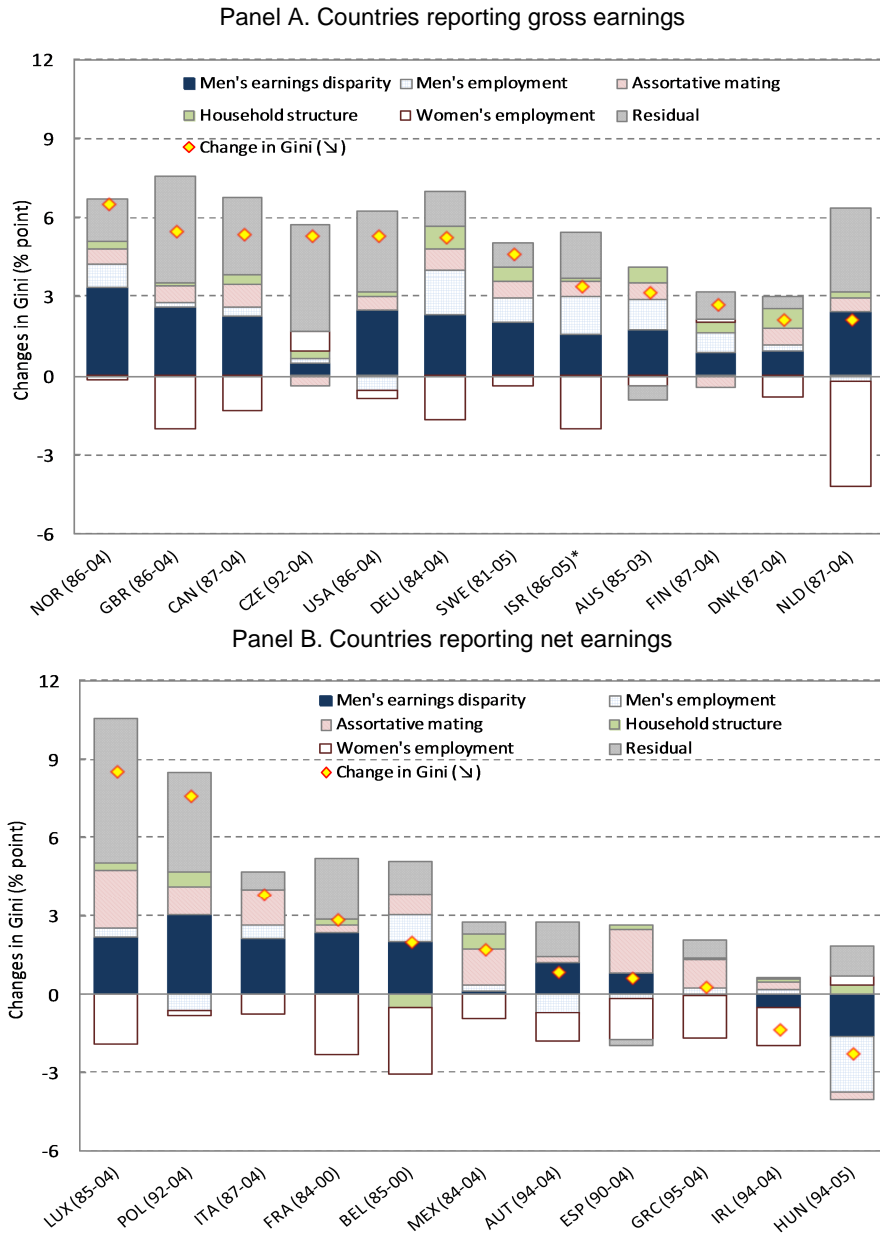 Panel A. Countries reporting gross earnings
12
9
6
3
0
-3
-6
Changes in Gini (% point)
Men's earnings disparity Men's employment Assortative mating
Household structure Women's employment Residual
Change in Gini (↘)
NOR (86-04) GBR (86-04) CAN (87-04) CZE (92-04) USA (86-04) DEU (84-04) SWE (81-05) ISR (86-05)* AUS (85-03) FIN (87-04) DNK (87-04) NLD (87-04)
Panel B. Countries reporting net earnings
12
9
6
3
0
-3
-6
Changes in Gini (% point)
Men's earnings disparity Men's employment
Assortative mating Household structure
Women's employment Residual
Change in Gini (↘)
LUX (85-04) POL (92-04) ITA (87-04) FRA (84-00) BEL (85-00) MEX (84-04) AUT (94-04) ESP (90-04) GRC (95-04) IRL (94-04) HUN (94-05)